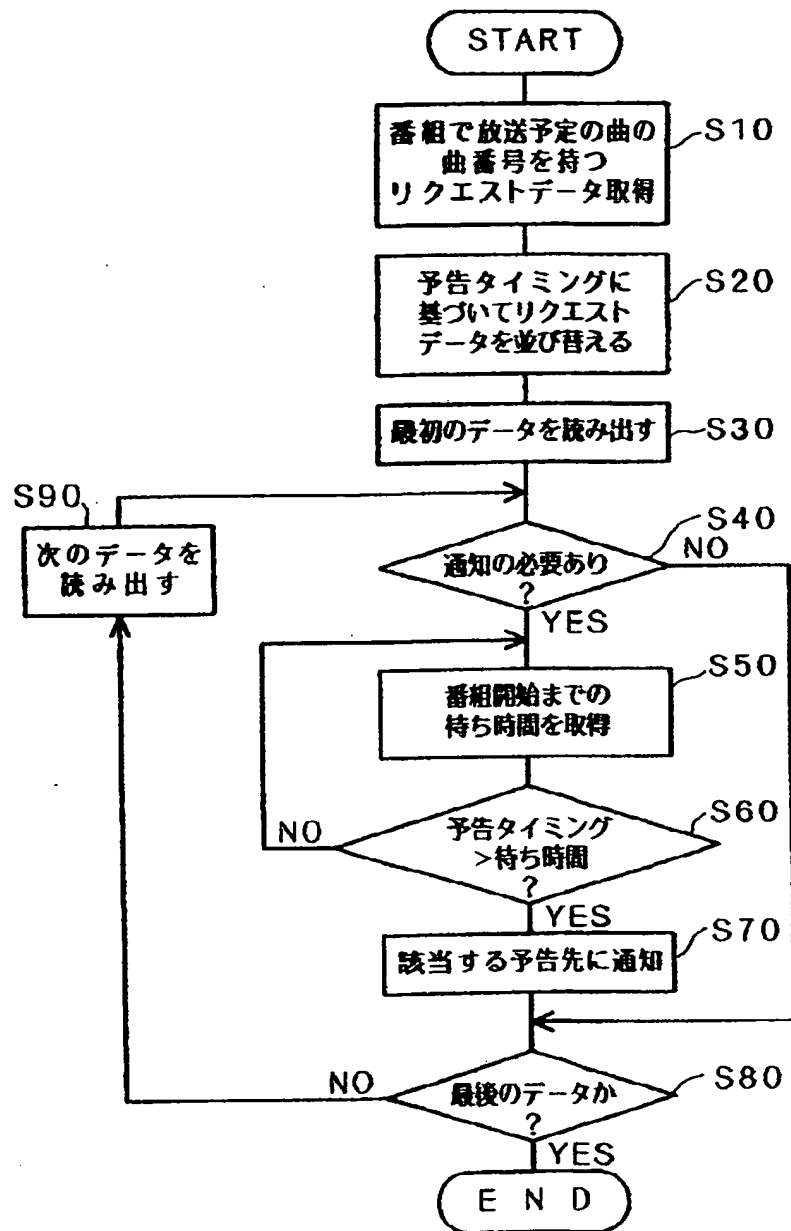 START
番組で放送予定の曲の
曲番号を持つ
リクエストデータ取得
S10
予告タイミングに
基づいてリクエスト
データを並び替える
S20
最初のデータを読み出す
S30
S90
次のデータを
読み出す
S40
通知の必要あり
?
NO
YES
S50
番組開始までの
待ち時間を取得
S60
予告タイミング
>待ち時間
?
NO
YES
S70
該当する予告先に通知
S80
最後のデータか
?
NO
YES
END